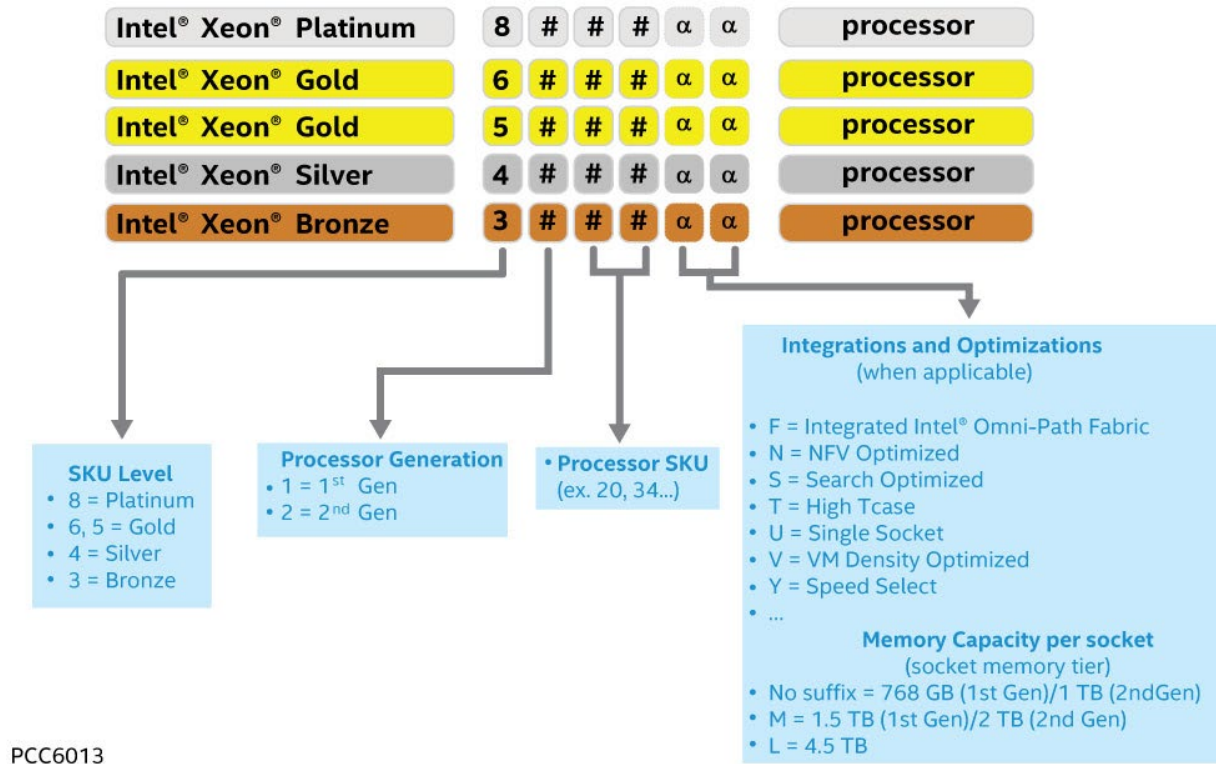 Intel® Xeon® Platinum 8 # # # α α processor
Intel® Xeon® Gold 6 # # # α α processor
Intel® Xeon® Gold 5 # # # α α processor
Intel® Xeon® Silver 4 # # # α α processor
Intel® Xeon® Bronze 3 # # # α α processor
SKU Level
• 8 = Platinum
• 6, 5 = Gold
• 4 = Silver
• 3 = Bronze
Processor Generation
• 1 = 1st Gen
• 2 = 2nd Gen
• Processor SKU
(ex. 20, 34...)
Integrations and Optimizations
(when applicable)
• F = Integrated Intel® Omni-Path Fabric
• N = NFV Optimized
• S = Search Optimized
• T = High Tcase
• U = Single Socket
• V = VM Density Optimized
• Y = Speed Select
• ...
Memory Capacity per socket
(socket memory tier)
• No suffix = 768 GB (1st Gen)/1 TB (2ndGen)
• M = 1.5 TB (1st Gen)/2 TB (2nd Gen)
• L = 4.5 TB
PCC6013